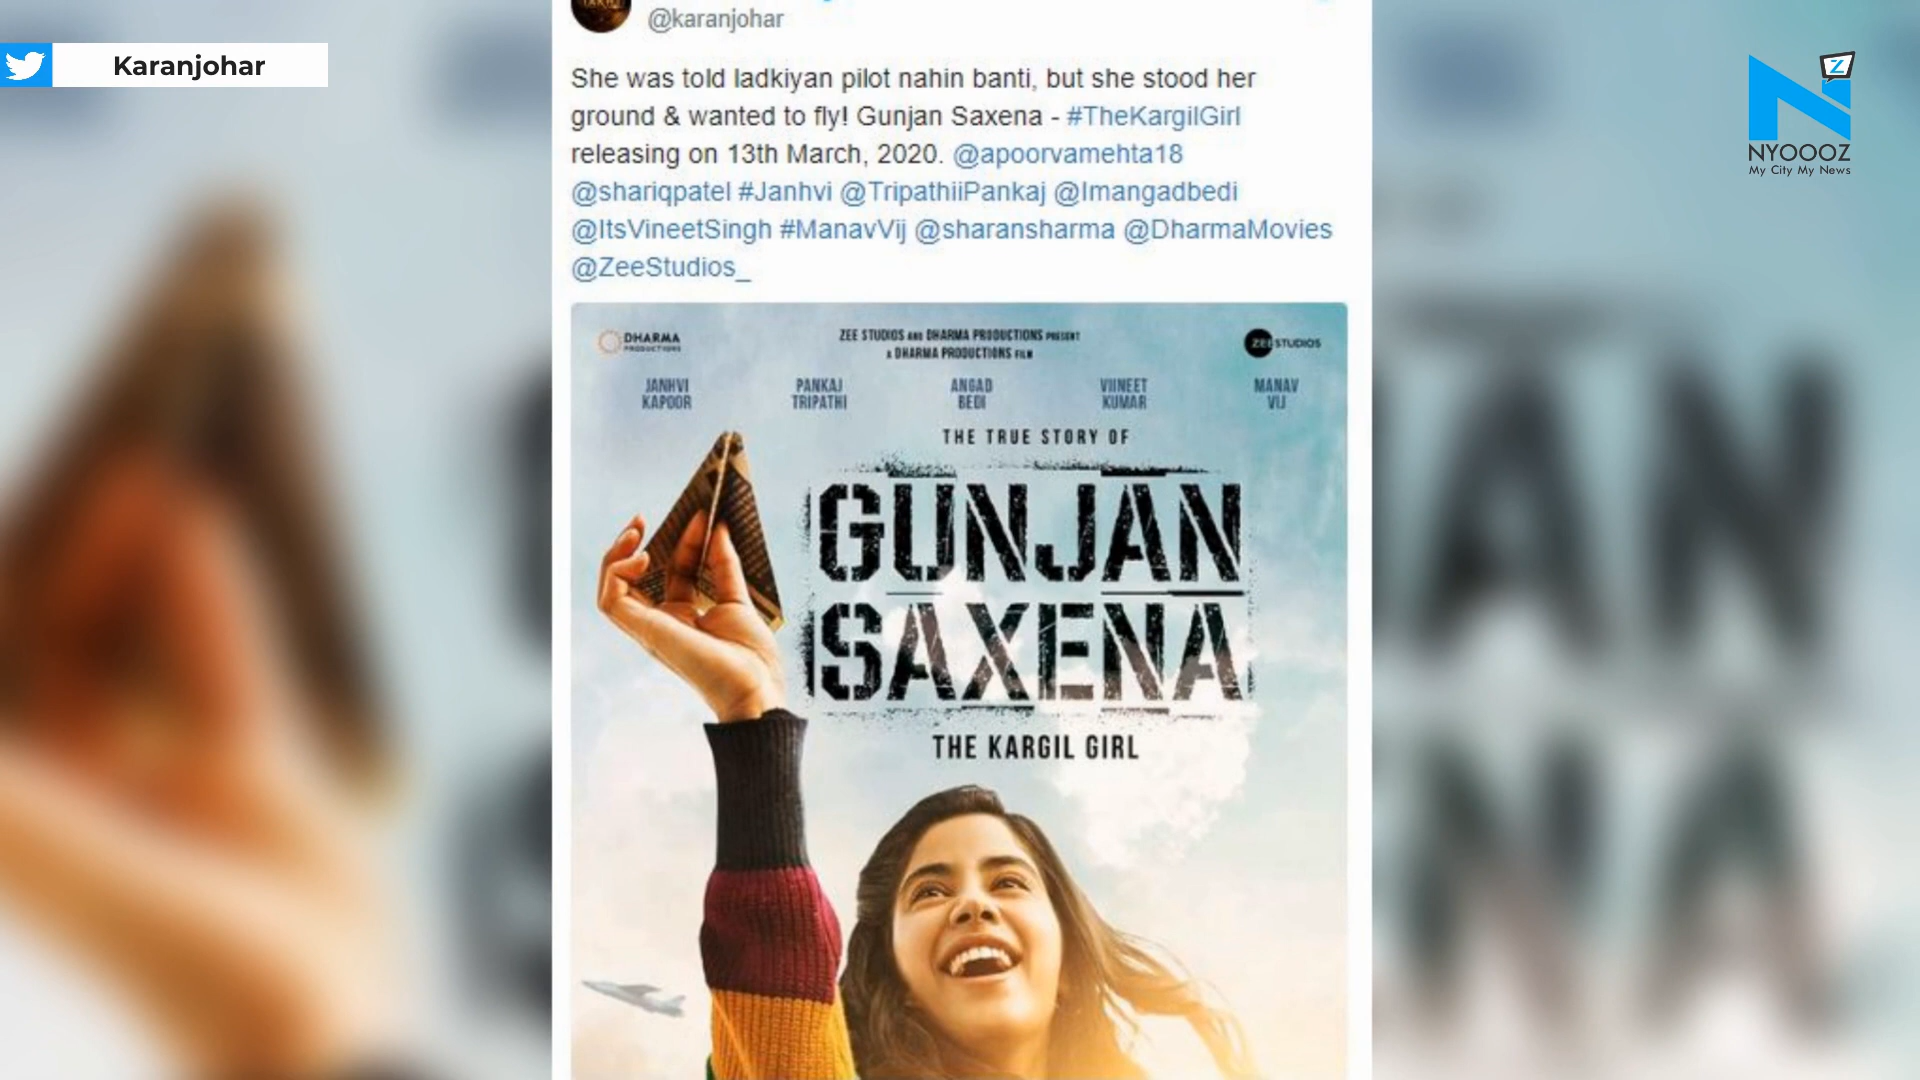 @karanjohar
Karanjohar
She was told ladkiyan pilot nahin banti, but she stood her
ground & wanted to fly! Gunjan Saxena - #TheKargilGirl
releasing on 13th March, 2020. @apoorvamehta18
@shariqpatel #Janhvi @TripathiiPankaj @Imangadbedi
@ItsVineetSingh #ManavVij @sharansharma @DharmaMovies
@ZeeStudios_
Z
NYOOOZ
My City My News
DHARMA
PRODUCTIONS
ZEE STUDIOS AND DHARMA PRODUCTIONS PRESENT
A DHARMA PRODUCTIONS FILM
ZEE STUDIOS
JANHVI
KAPOOR
PANKAJ
TRIPATHI
ANGAD
BEDI
VIINEET
KUMAR
MANAV
VIJ
THE TRUE STORY OF
GUNJAN
SAXENA
THE KARGIL GIRL